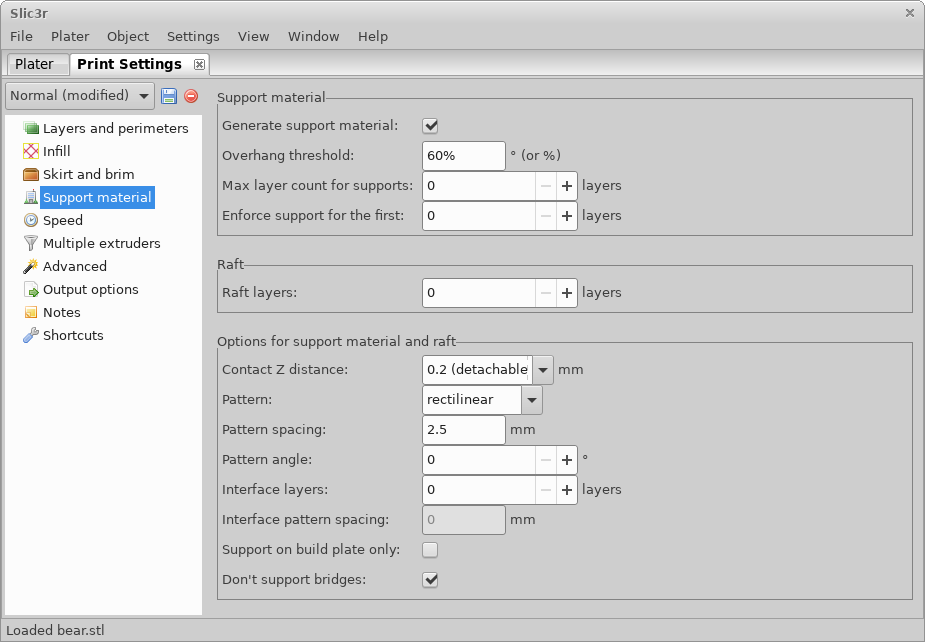 Slic3r
File Plater Object Settings View Window Help
Plater Print Settings
Normal (modified)
Layers and perimeters
Infill
Skirt and brim
Support material
Speed
Multiple extruders
Advanced
Output options
Notes
Shortcuts
Support material
Generate support material:
Overhang threshold: 60% ° (or %)
Max layer count for supports: 0 layers
Enforce support for the first: 0 layers
Raft
Raft layers: 0 layers
Options for support material and raft
Contact Z distance: 0.2 (detachable mm
Pattern: rectilinear
Pattern spacing: 2.5 mm
Pattern angle: 0 °
Interface layers: 0 layers
Interface pattern spacing: 0 mm
Support on build plate only:
Don't support bridges:
Loaded bear.stl